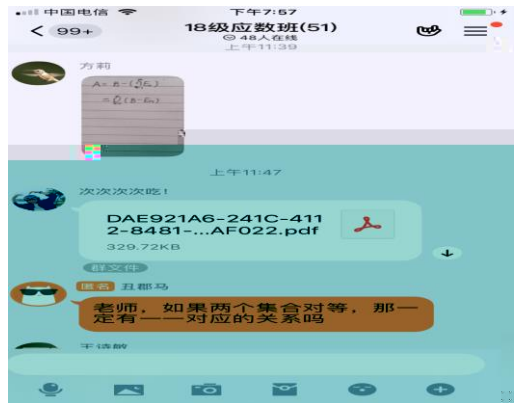 中国电信
下午7:57
< 99+
18级应数班(51)
48人在线
上午11:39
方莉
上午11:47
次次次次吃!
DAE921A6-241C-411
2-8481-...AF022.pdf
329.72KB
群文件
匿名 丑郡马
老师,如果两个集合对等,那一
定有一一对应的关系吗
王诗敏